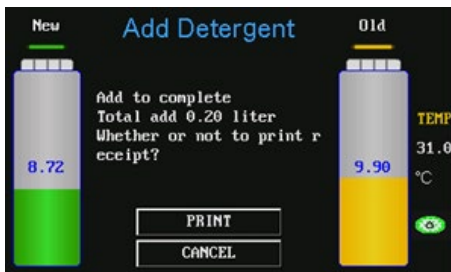 New
Add Detergent
Old
Add to complete
Total add 0.20 liter
Whether or not to print r
eceipt?
TEMP
31.0
°C
8.72
9.90
PRINT
CANCEL